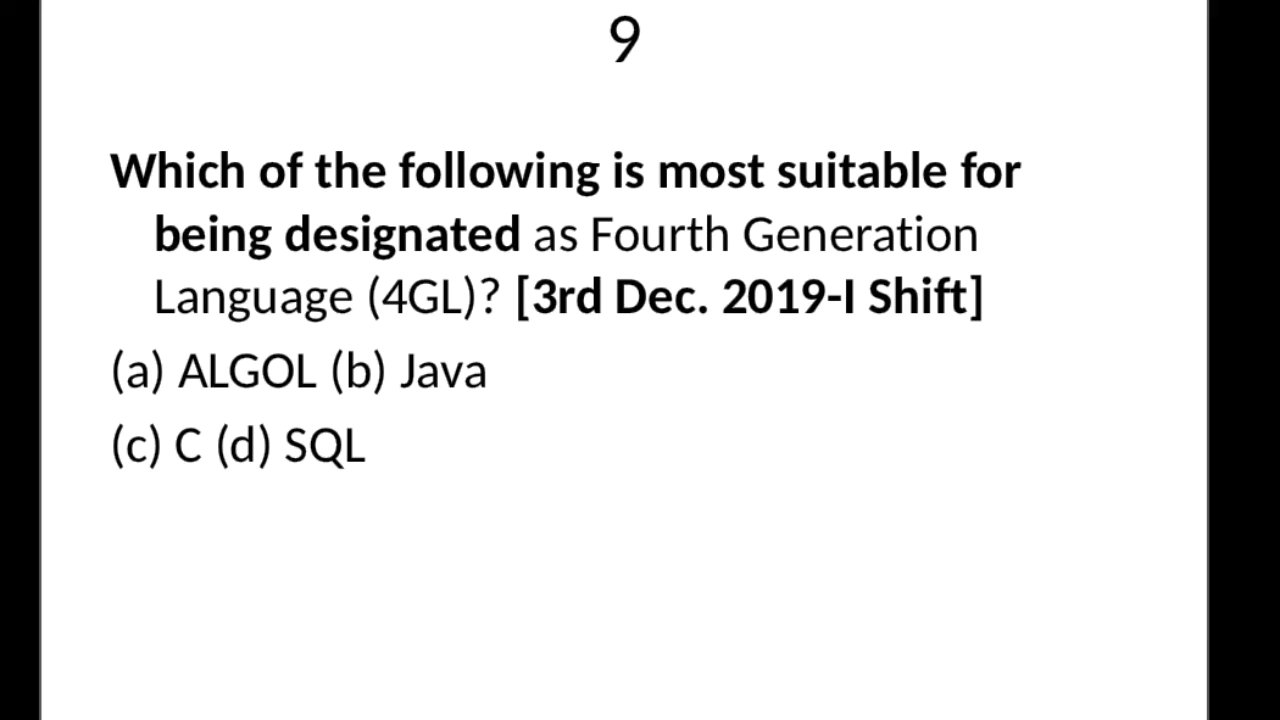 9
Which of the following is most suitable for
being designated as Fourth Generation
Language (4GL)? [3rd Dec. 2019-I Shift]
(a) ALGOL (b) Java
(c) C (d) SQL